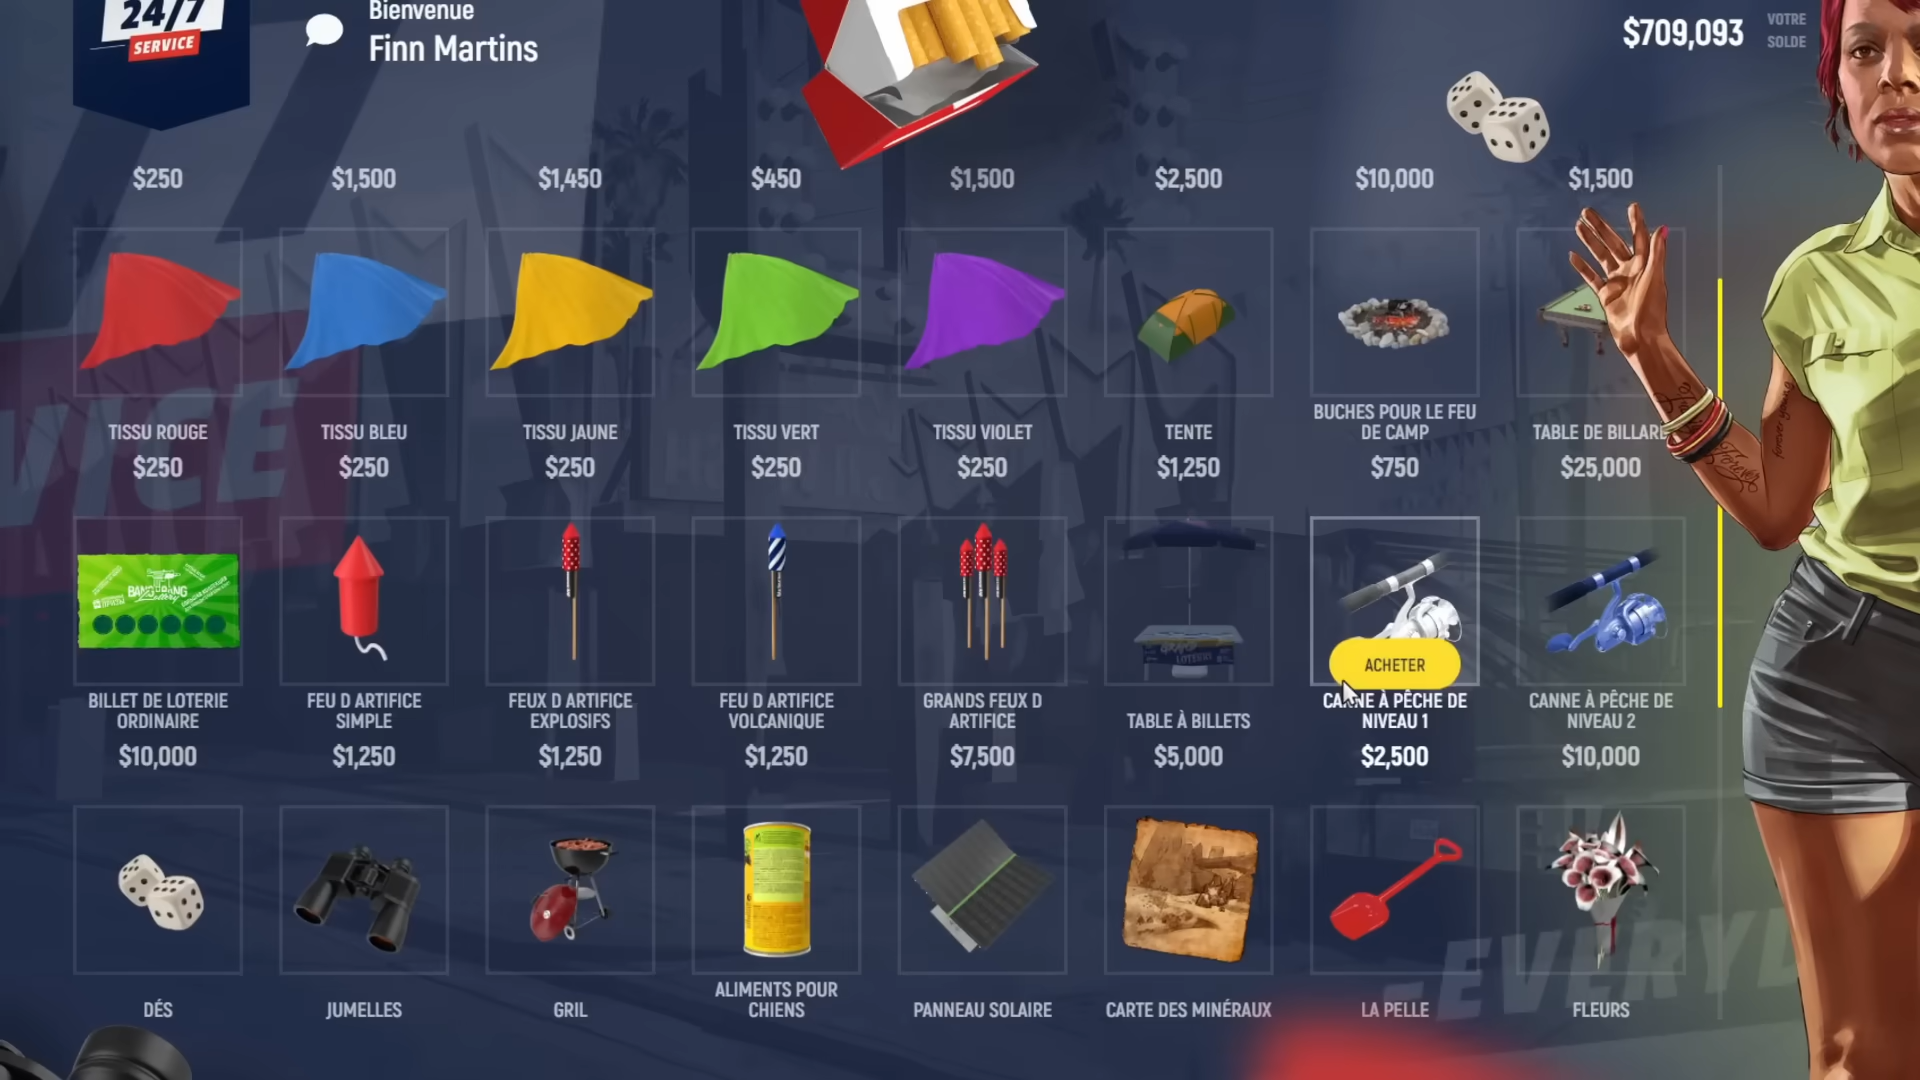 24/7
SERVICE
Bienvenue
Finn Martins
$709,093
VOTRE
SOLDE
$250
$1,500
$1,450
$450
$1,500
$2,500
$10,000
$1,500
TISSU ROUGE
$250
TISSU BLEU
$250
TISSU JAUNE
$250
TISSU VERT
$250
TISSU VIOLET
$250
TENTE
$1,250
BUCHES POUR LE FEU
DE CAMP
$750
TABLE DE BILLARD
$25,000
BANG BANG
BILLET DE LOTERIE
ORDINAIRE
$10,000
FEU D ARTIFICE
SIMPLE
$1,250
FEUX D ARTIFICE
EXPLOSIFS
$1,250
FEU D ARTIFICE
VOLCANIQUE
$1,250
GRANDS FEUX D
ARTIFICE
$7,500
TABLE À BILLETS
$5,000
ACHETER
CANNE À PÊCHE DE
NIVEAU 1
$2,500
CANNE À PÊCHE DE
NIVEAU 2
$10,000
DÉS
JUMELLES
GRIL
ALIMENTS POUR
CHIENS
PANNEAU SOLAIRE
CARTE DES MINÉRAUX
LA PELLE
FLEURS